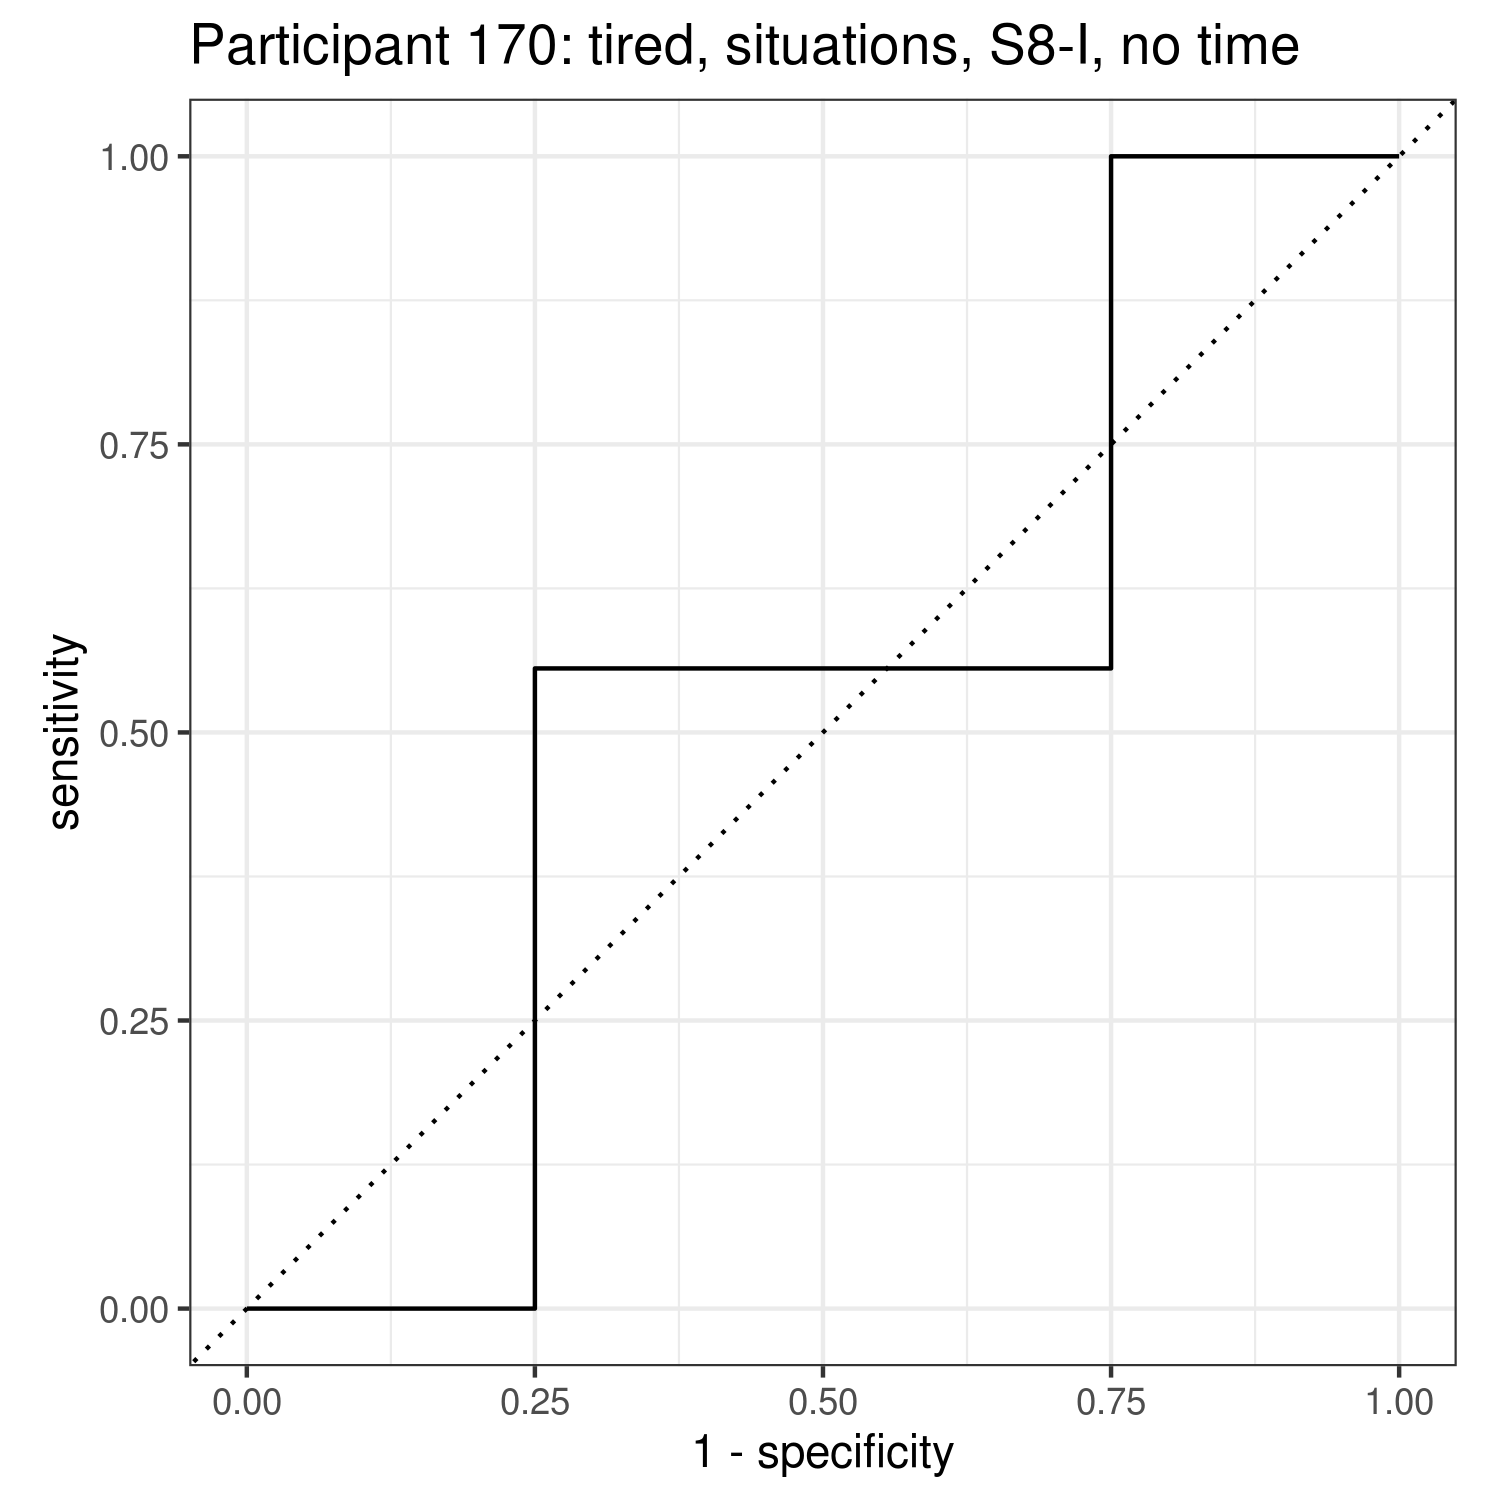 Participant 170: tired, situations, S8-I, no time
1.00
0.75
0.50
0.25
0.00
sensitivity
0.00 0.25 0.50 0.75 1.00
1 - specificity